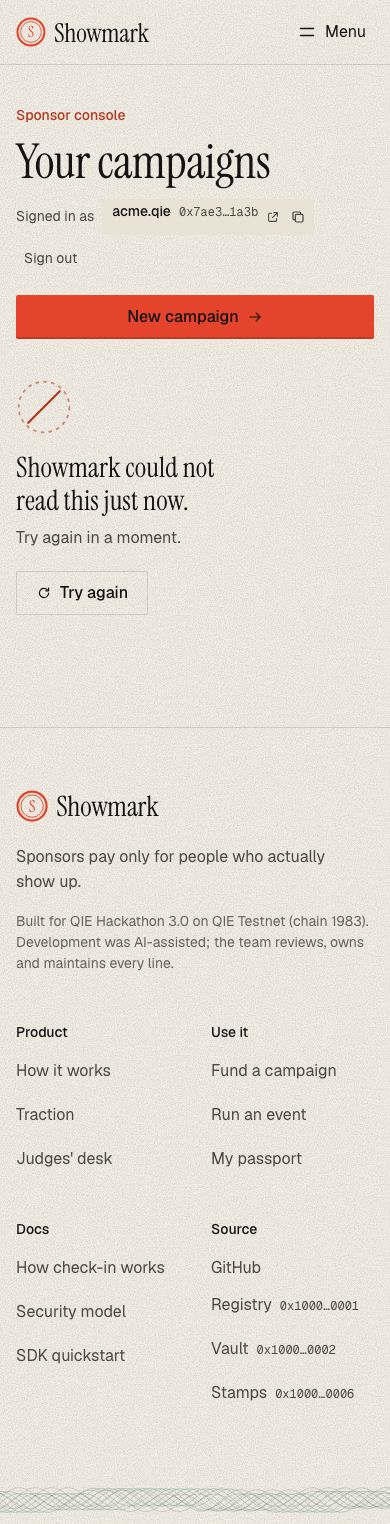 S Showmark
Menu
Sponsor console
Your campaigns
Signed in as acme.qie 0x7ae3…1a3b
Sign out
New campaign →
Showmark could not
read this just now.
Try again in a moment.
Try again
S Showmark
Sponsors pay only for people who actually
show up.
Built for QIE Hackathon 3.0 on QIE Testnet (chain 1983).
Development was AI-assisted; the team reviews, owns
and maintains every line.
Product
How it works
Traction
Judges' desk
Use it
Fund a campaign
Run an event
My passport
Docs
How check-in works
Security model
SDK quickstart
Source
GitHub
Registry 0x1000…0001
Vault 0x1000…0002
Stamps 0x1000…0006